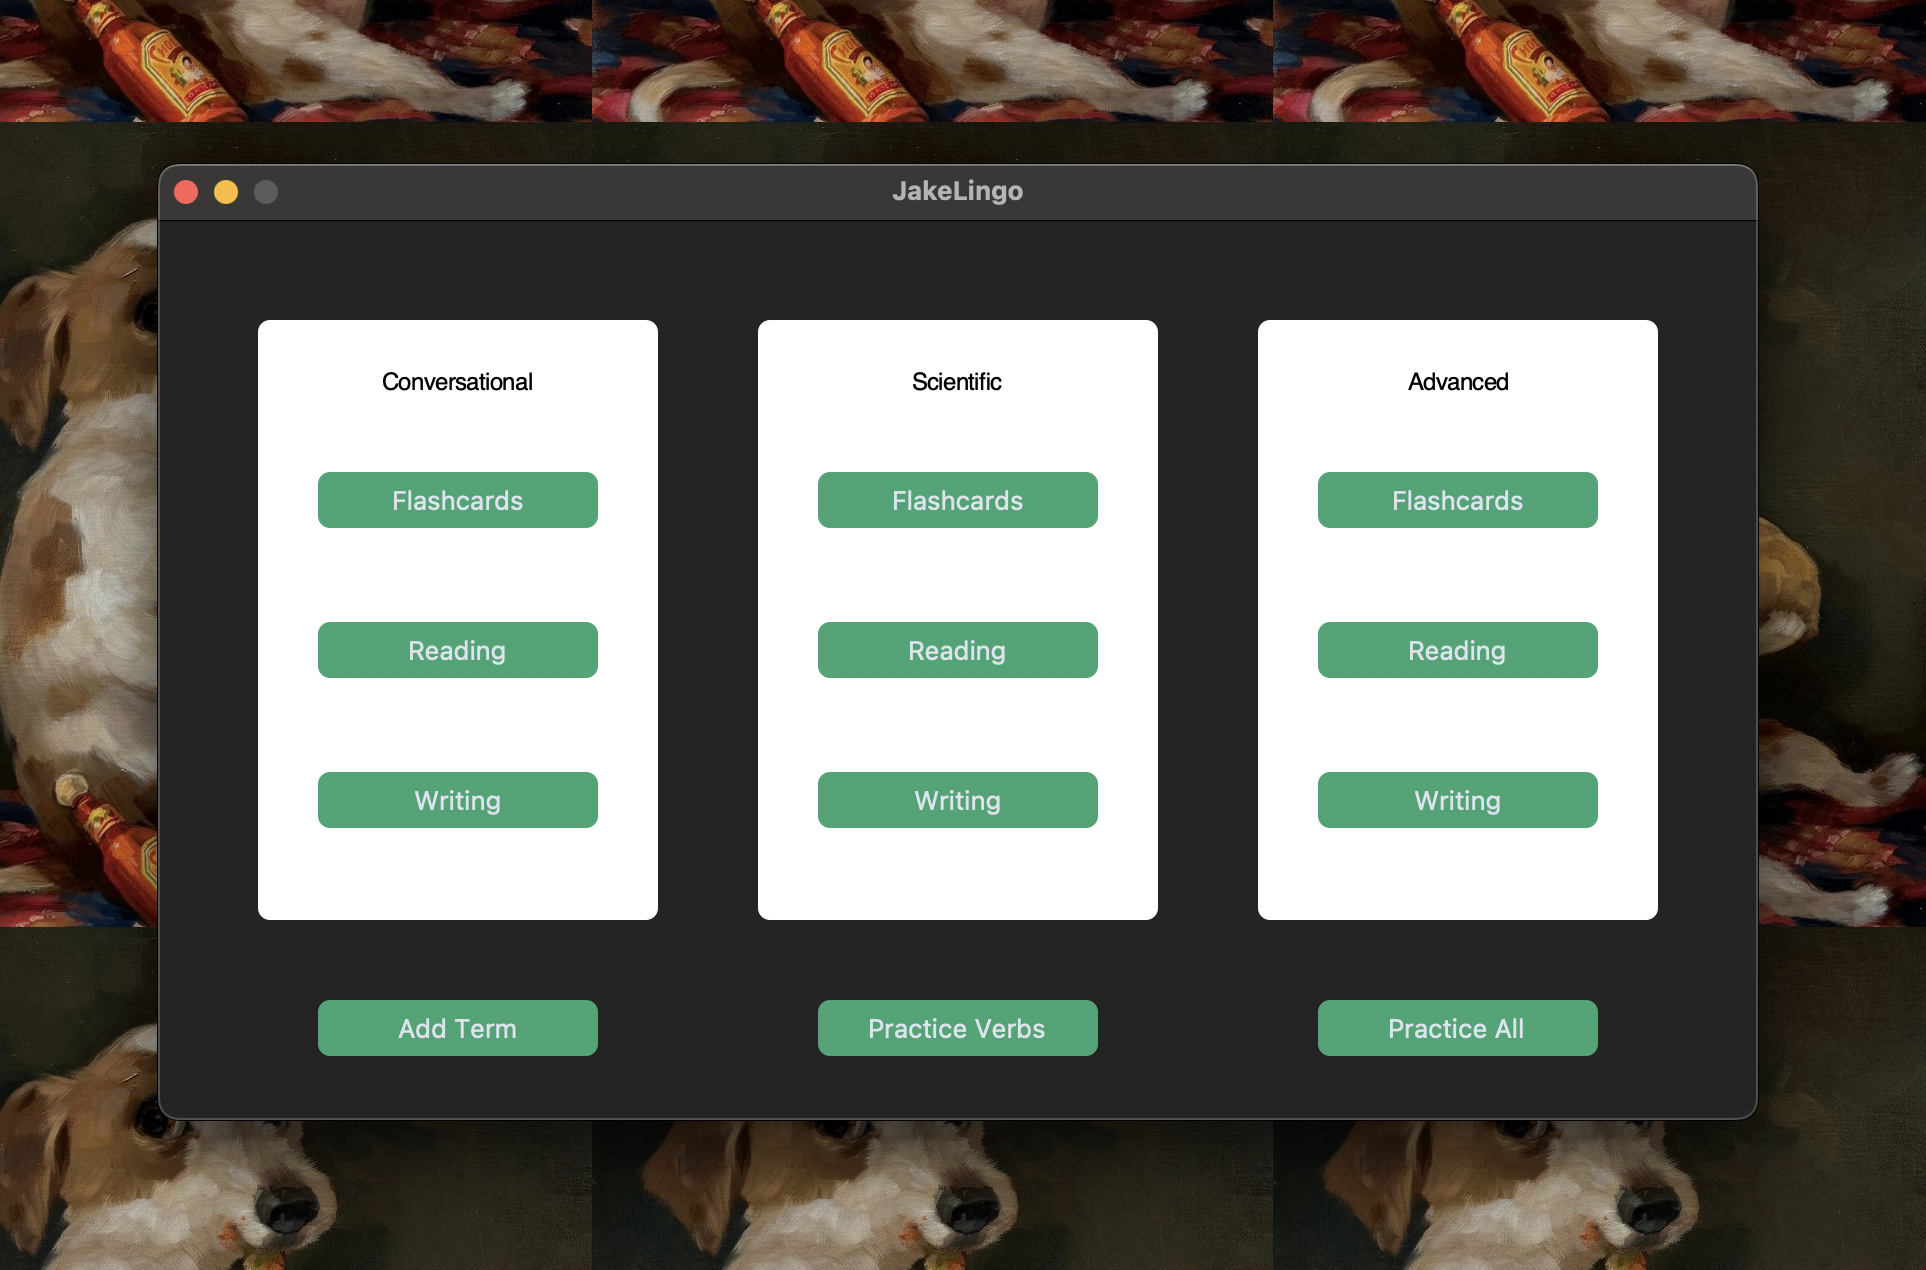 JakeLingo
Conversational
Flashcards
Reading
Writing
Scientific
Flashcards
Reading
Writing
Advanced
Flashcards
Reading
Writing
Add Term
Practice Verbs
Practice All